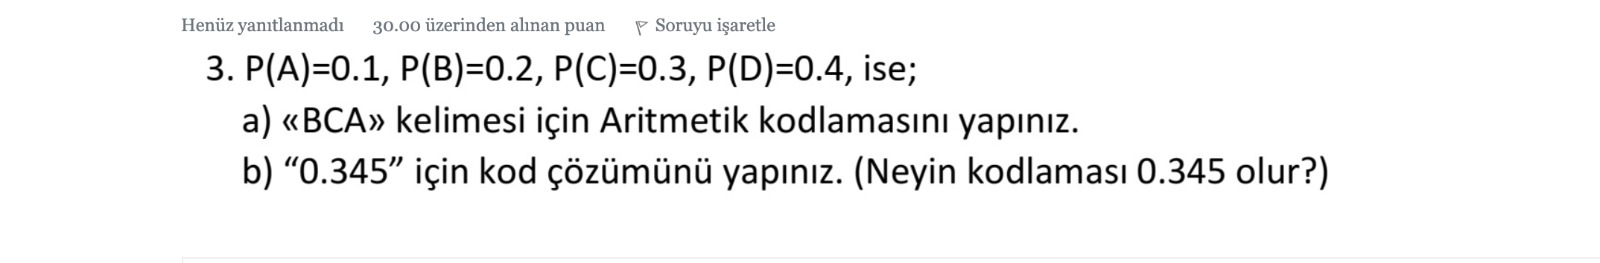 Henüz yanıtlanmadı 30.00 üzerinden alınan puan Soruyu işaretle
3. P(A)=0.1, P(B)=0.2, P(C)=0.3, P(D)=0.4, ise;
a) «BCA» kelimesi için Aritmetik kodlamasını yapınız.
b) “0.345” için kod çözümünü yapınız. (Neyin kodlaması 0.345 olur?)